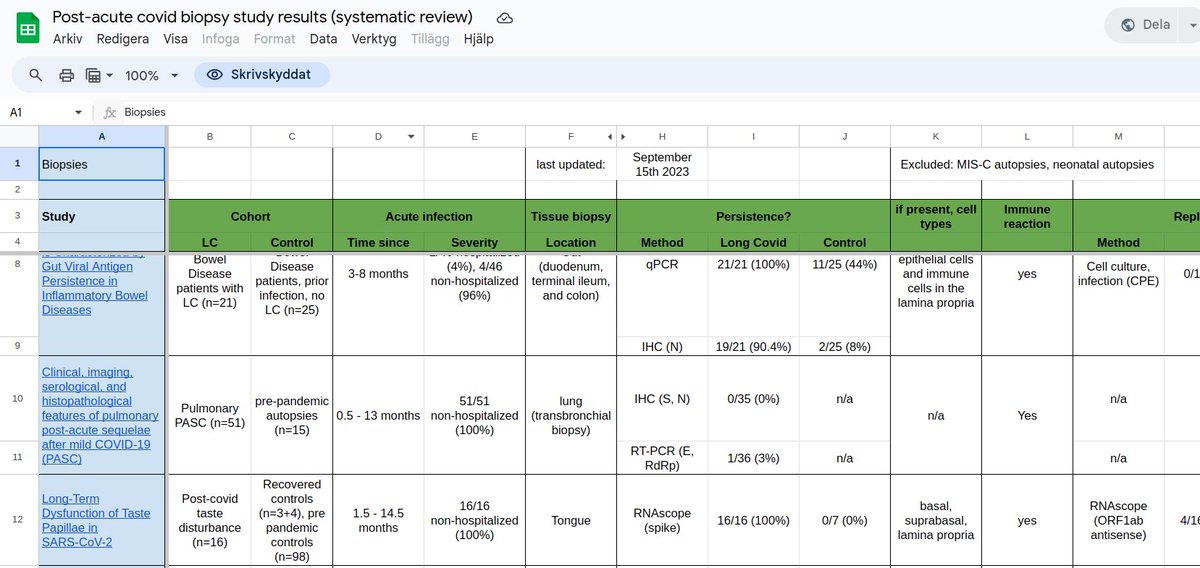 Post-acute covid biopsy study results (systematic review)
Arkiv Redigera Visa Infoga Format Data Verktyg Tillägg Hjälp
Dela
100% Skrivskyddat
A1 fx Biopsies
A B C D E F H I J K L M
1 Biopsies last updated: September 15th 2023 Excluded: MIS-C autopsies, neonatal autopsies
2
3 Study Cohort Acute infection Tissue biopsy Persistence? if present, cell types Immune reaction Repl
4 LC Control Time since Severity Location Method Long Covid Control Method
8
Gut Viral Antigen
Persistence in
Inflammatory Bowel
Diseases
Bowel
Disease
patients with
LC (n=21)
Disease
patients, prior
infection, no
LC (n=25)
3-8 months
(4%), 4/46
non-hospitalized
(96%)
(duodenum,
terminal ileum,
and colon)
qPCR
21/21 (100%)
11/25 (44%)
epithelial cells
and immune
cells in the
lamina propria
yes
Cell culture,
infection (CPE)
0/1
9 IHC (N) 19/21 (90.4%) 2/25 (8%)
10
Clinical, imaging,
serological, and
histopathological
features of pulmonary
post-acute sequelae
after mild COVID-19
(PASC)
Pulmonary
PASC (n=51)
pre-pandemic
autopsies
(n=15)
0.5 - 13 months
51/51
non-hospitalized
(100%)
lung
(transbronchial
biopsy)
IHC (S, N)
0/35 (0%)
n/a
n/a
Yes
n/a
11
RT-PCR (E,
RdRp)
1/36 (3%)
n/a
n/a
12
Long-Term
Dysfunction of Taste
Papillae in
SARS-CoV-2
Post-covid
taste
disturbance
(n=16)
Recovered
controls
(n=3+4), pre
pandemic
controls
(n=98)
1.5 - 14.5
months
16/16
non-hospitalized
(100%)
Tongue
RNAscope
(spike)
16/16 (100%)
0/7 (0%)
basal,
suprabasal,
lamina propria
yes
RNAscope
(ORF1ab
antisense)
4/16